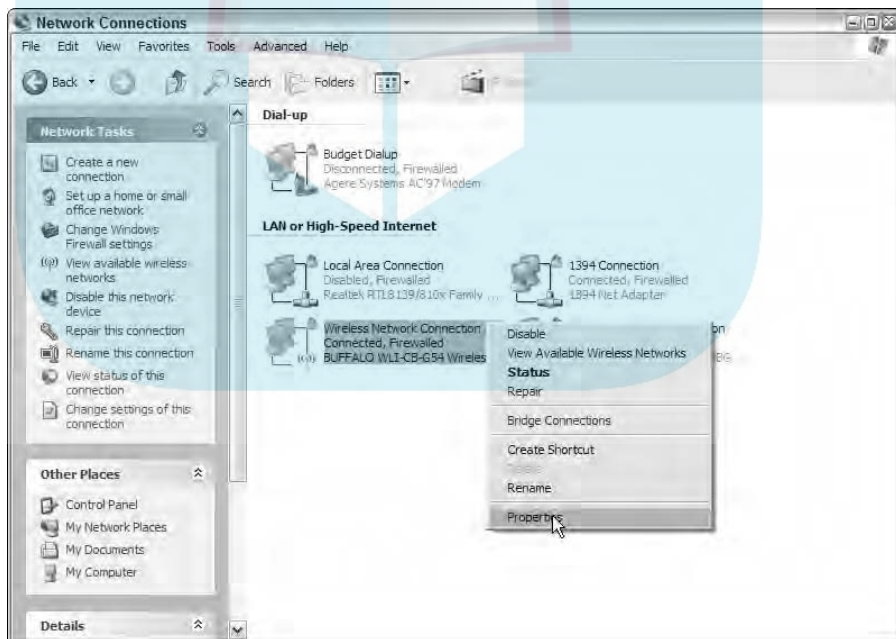 Network Connections
File Edit View Favorites Tools Advanced Help
Back Search Folders
Network Tasks
Create a new
connection
Set up a home or small
office network
Change Windows
Firewall settings
View available wireless
networks
Disable this network
device
Repair this connection
Rename this connection
View status of this
connection
Change settings of this
connection
Other Places
Control Panel
My Network Places
My Documents
My Computer
Details
Dial-up
Budget Dialup
Disconnected, Firewalled
Agere Systems AC'97 Modem
LAN or High-Speed Internet
Local Area Connection
Disabled, Firewalled
Realtek RTL8139/810x Family ...
1394 Connection
Connected, Firewalled
1394 Net Adapter
Wireless Network Connection
Connected, Firewalled
BUFFALO WLI-CB-G54 Wireles
Disable
View Available Wireless Networks
Status
Repair
Bridge Connections
Create Shortcut
Rename
Properties